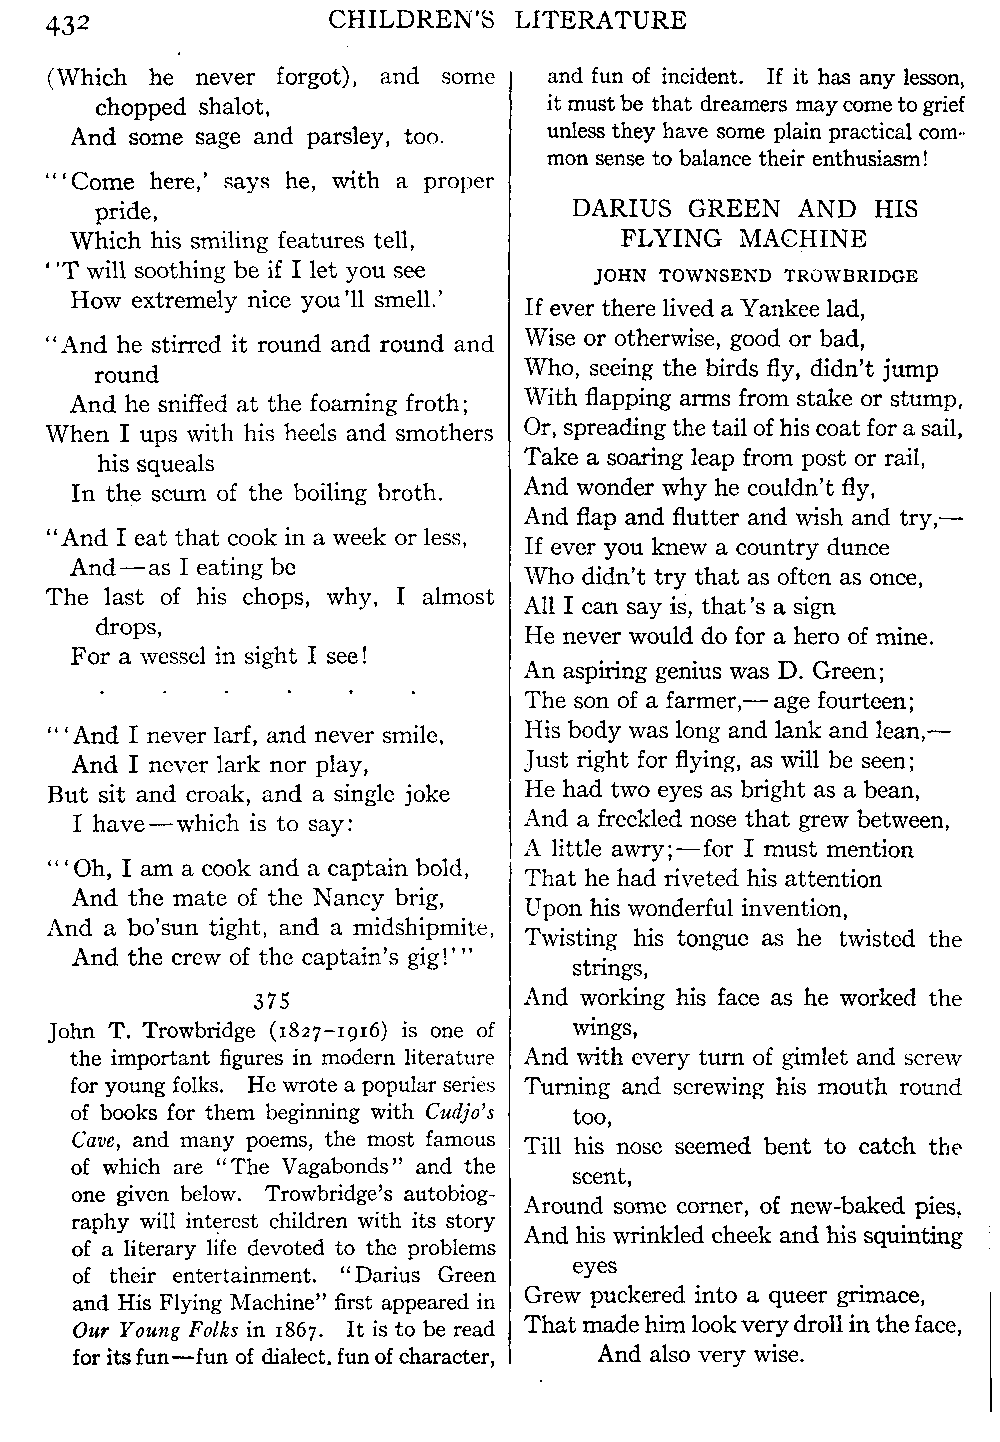 432
CHILDREN'S LITERATURE
(Which he never forgot), and some
chopped shalot,
And some sage and parsley, too.
"'Come here,' says he, with a proper
pride,
Which his smiling features tell,
''T will soothing be if I let you see
How extremely nice you'll smell.'
"And he stirred it round and round and
round
And he sniffed at the foaming froth;
When I ups with his heels and smothers
his squeals
In the scum of the boiling broth.
"And I eat that cook in a week or less,
And—as I eating be
The last of his chops, why, I almost
drops,
For a wessel in sight I see!
. . . . . .
"'And I never larf, and never smile,
And I never lark nor play,
But sit and croak, and a single joke
I have—which is to say:
"'Oh, I am a cook and a captain bold,
And the mate of the Nancy brig,
And a bo'sun tight, and a midshipmite,
And the crew of the captain's gig!'"
375
John T. Trowbridge (1827–1916) is one of
the important figures in modern literature
for young folks. He wrote a popular series
of books for them beginning with Cudjo's
Cave, and many poems, the most famous
of which are "The Vagabonds" and the
one given below. Trowbridge's autobiog-
raphy will interest children with its story
of a literary life devoted to the problems
of their entertainment. "Darius Green
and His Flying Machine" first appeared in
Our Young Folks in 1867. It is to be read
for its fun—fun of dialect, fun of character,
and fun of incident. If it has any lesson,
it must be that dreamers may come to grief
unless they have some plain practical com-
mon sense to balance their enthusiasm!
DARIUS GREEN AND HIS
FLYING MACHINE
JOHN TOWNSEND TROWBRIDGE
If ever there lived a Yankee lad,
Wise or otherwise, good or bad,
Who, seeing the birds fly, didn't jump
With flapping arms from stake or stump,
Or, spreading the tail of his coat for a sail,
Take a soaring leap from post or rail,
And wonder why he couldn't fly,
And flap and flutter and wish and try,—
If ever you knew a country dunce
Who didn't try that as often as once,
All I can say is, that's a sign
He never would do for a hero of mine.
An aspiring genius was D. Green;
The son of a farmer,—age fourteen;
His body was long and lank and lean,—
Just right for flying, as will be seen;
He had two eyes as bright as a bean,
And a freckled nose that grew between,
A little awry;—for I must mention
That he had riveted his attention
Upon his wonderful invention,
Twisting his tongue as he twisted the
strings,
And working his face as he worked the
wings,
And with every turn of gimlet and screw
Turning and screwing his mouth round
too,
Till his nose seemed bent to catch the
scent,
Around some corner, of new-baked pies,
And his wrinkled cheek and his squinting
eyes
Grew puckered into a queer grimace,
That made him look very droll in the face,
And also very wise.